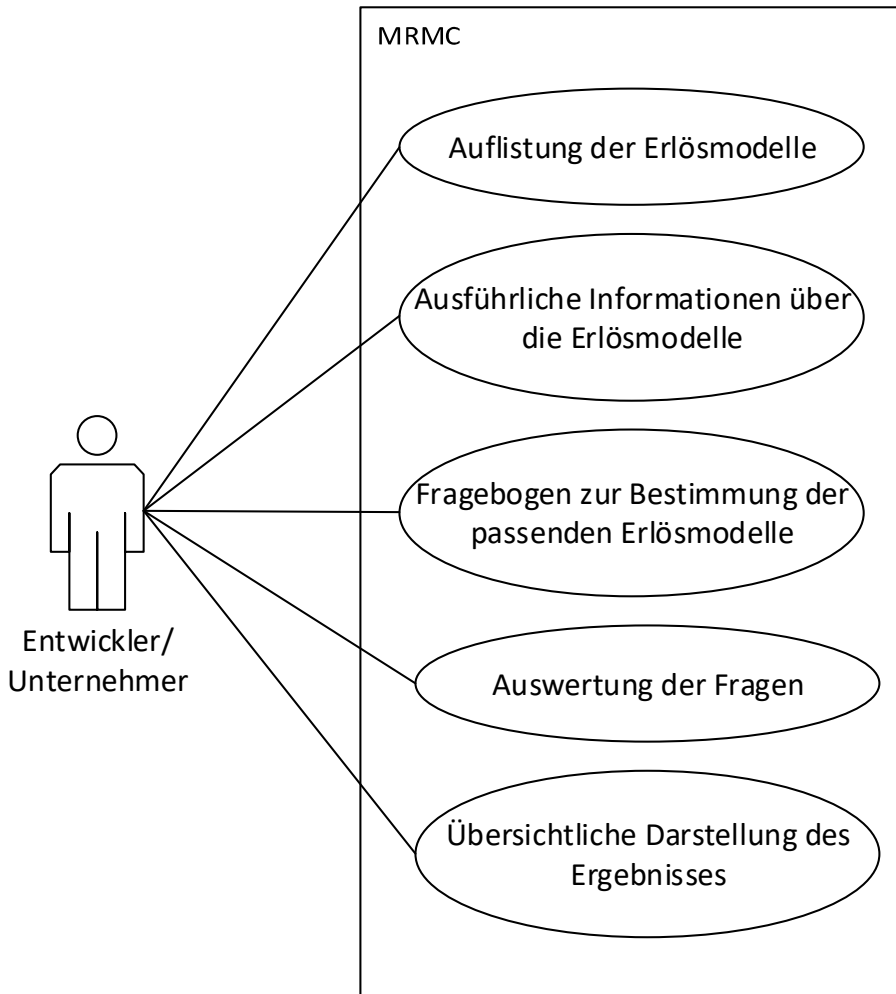 MRMC
Auflistung der Erlösmodelle
Ausführliche Informationen über
die Erlösmodelle
Fragebogen zur Bestimmung der
passenden Erlösmodelle
Entwickler/
Unternehmer
Auswertung der Fragen
Übersichtliche Darstellung des
Ergebnisses